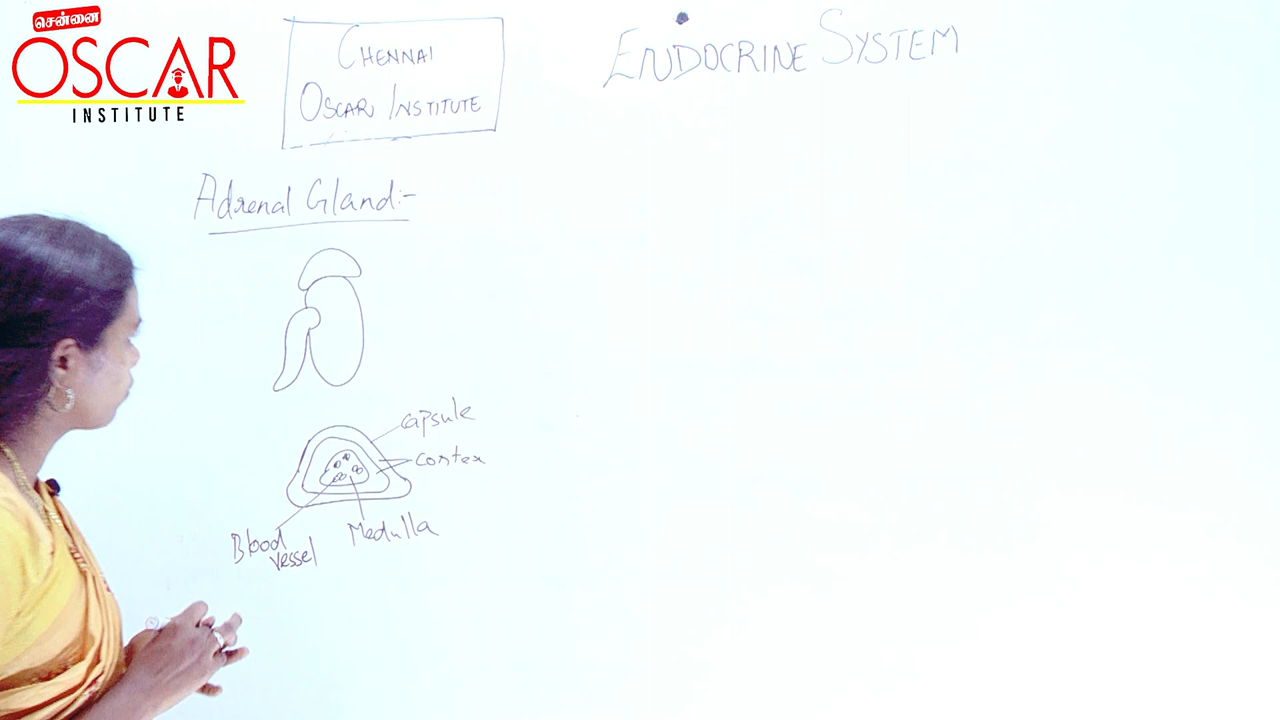 சென்னை
OSCAR
INSTITUTE
CHENNAI
OSCAR INSTITUTE
ENDOCRINE SYSTEM
Adrenal Gland:-
capsule
cortex
Blood
vessel
Medulla